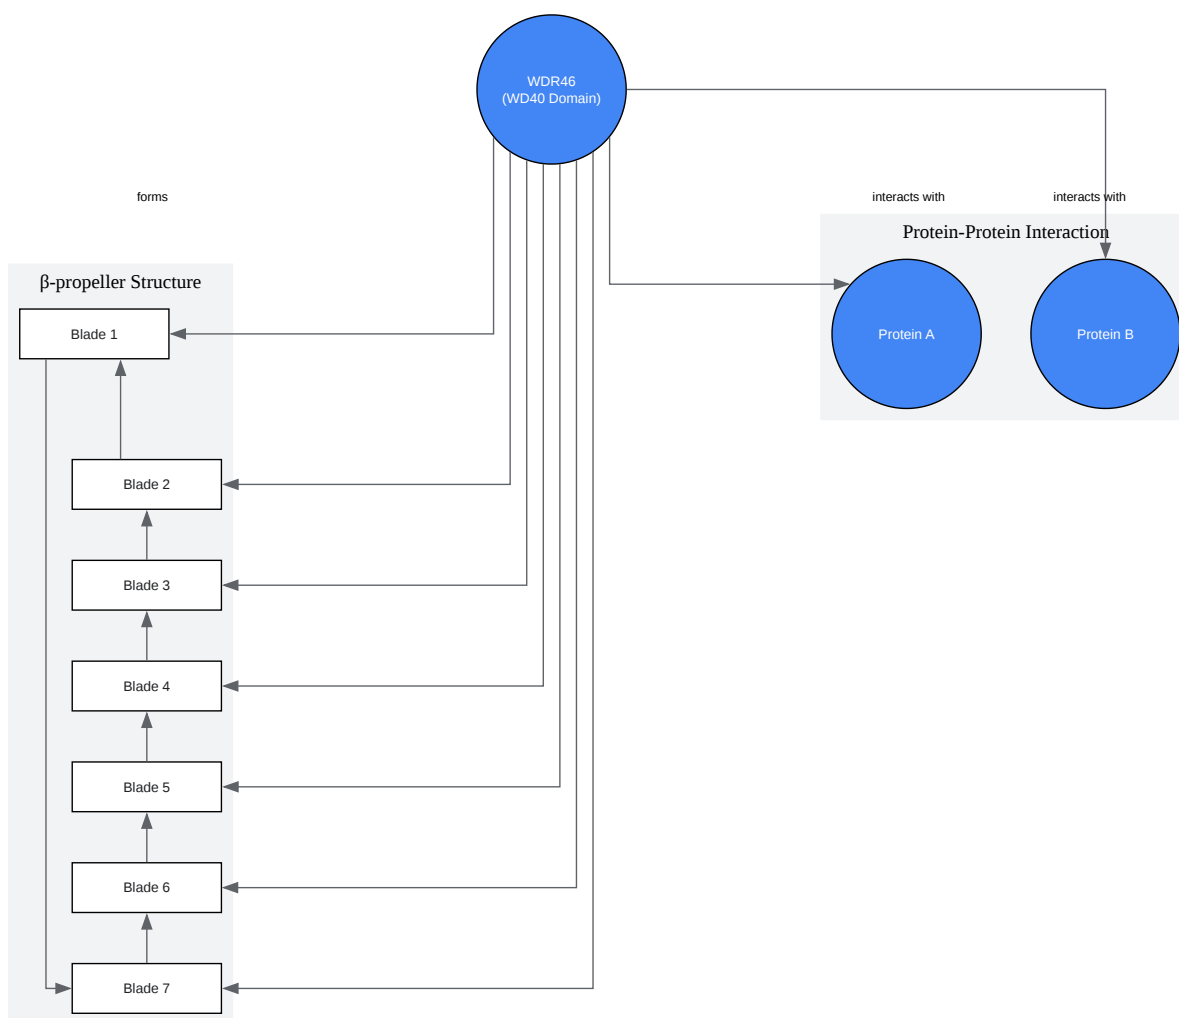 WDR46
(WD40 Domain)
forms
interacts with
interacts with
Protein-Protein Interaction
β-propeller Structure
Blade 1
Protein A
Protein B
Blade 2
Blade 3
Blade 4
Blade 5
Blade 6
Blade 7